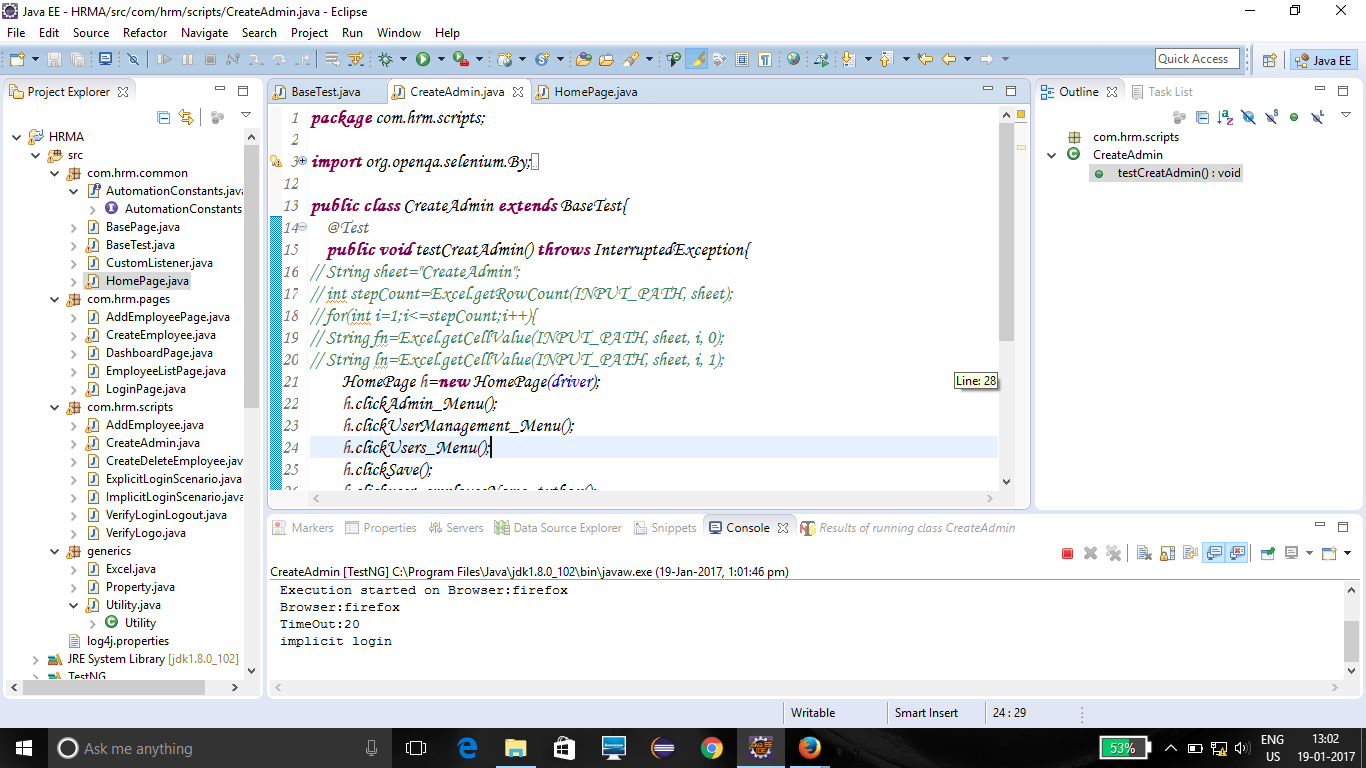 Java EE - HRMA/src/com/hrm/scripts/CreateAdmin.java - Eclipse
File Edit Source Refactor Navigate Search Project Run Window Help
Quick Access Java EE
Project Explorer
HRMA
src
com.hrm.common
AutomationConstants.java
AutomationConstants
BasePage.java
BaseTest.java
CustomListener.java
HomePage.java
com.hrm.pages
AddEmployeePage.java
CreateEmployee.java
DashboardPage.java
EmployeeListPage.java
LoginPage.java
com.hrm.scripts
AddEmployee.java
CreateAdmin.java
CreateDeleteEmployee.jav
ExplicitLoginScenario.java
ImplicitLoginScenario.java
VerifyLoginLogout.java
VerifyLogo.java
generics
Excel.java
Property.java
Utility.java
Utility
log4j.properties
JRE System Library [jdk1.8.0_102]
TestNG
BaseTest.java CreateAdmin.java HomePage.java
1 package com.hrm.scripts;
2
3 import org.openqa.selenium.By;
12
13 public class CreateAdmin extends BaseTest{
14 @Test
15 public void testCreatAdmin() throws InterruptedException{
16 // String sheet="CreateAdmin";
17 // int stepCount=Excel.getRowCount(INPUT_PATH, sheet);
18 // for(int i=1;i<=stepCount;i++){
19 // String fn=Excel.getCellValue(INPUT_PATH, sheet, i, 0);
20 // String ln=Excel.getCellValue(INPUT_PATH, sheet, i, 1);
21 HomePage h=new HomePage(driver);
22 h.clickAdmin_Menu();
23 h.clickUserManagement_Menu();
24 h.clickUsers_Menu();
25 h.clickSave();
Line: 28
Outline Task List
com.hrm.scripts
CreateAdmin
testCreatAdmin() : void
Markers Properties Servers Data Source Explorer Snippets Console Results of running class CreateAdmin
CreateAdmin [TestNG] C:\Program Files\Java\jdk1.8.0_102\bin\javaw.exe (19-Jan-2017, 1:01:46 pm)
Execution started on Browser:firefox
Browser:firefox
TimeOut:20
implicit login
Writable Smart Insert 24 : 29
Ask me anything
53%
ENG
US
13:02
19-01-2017